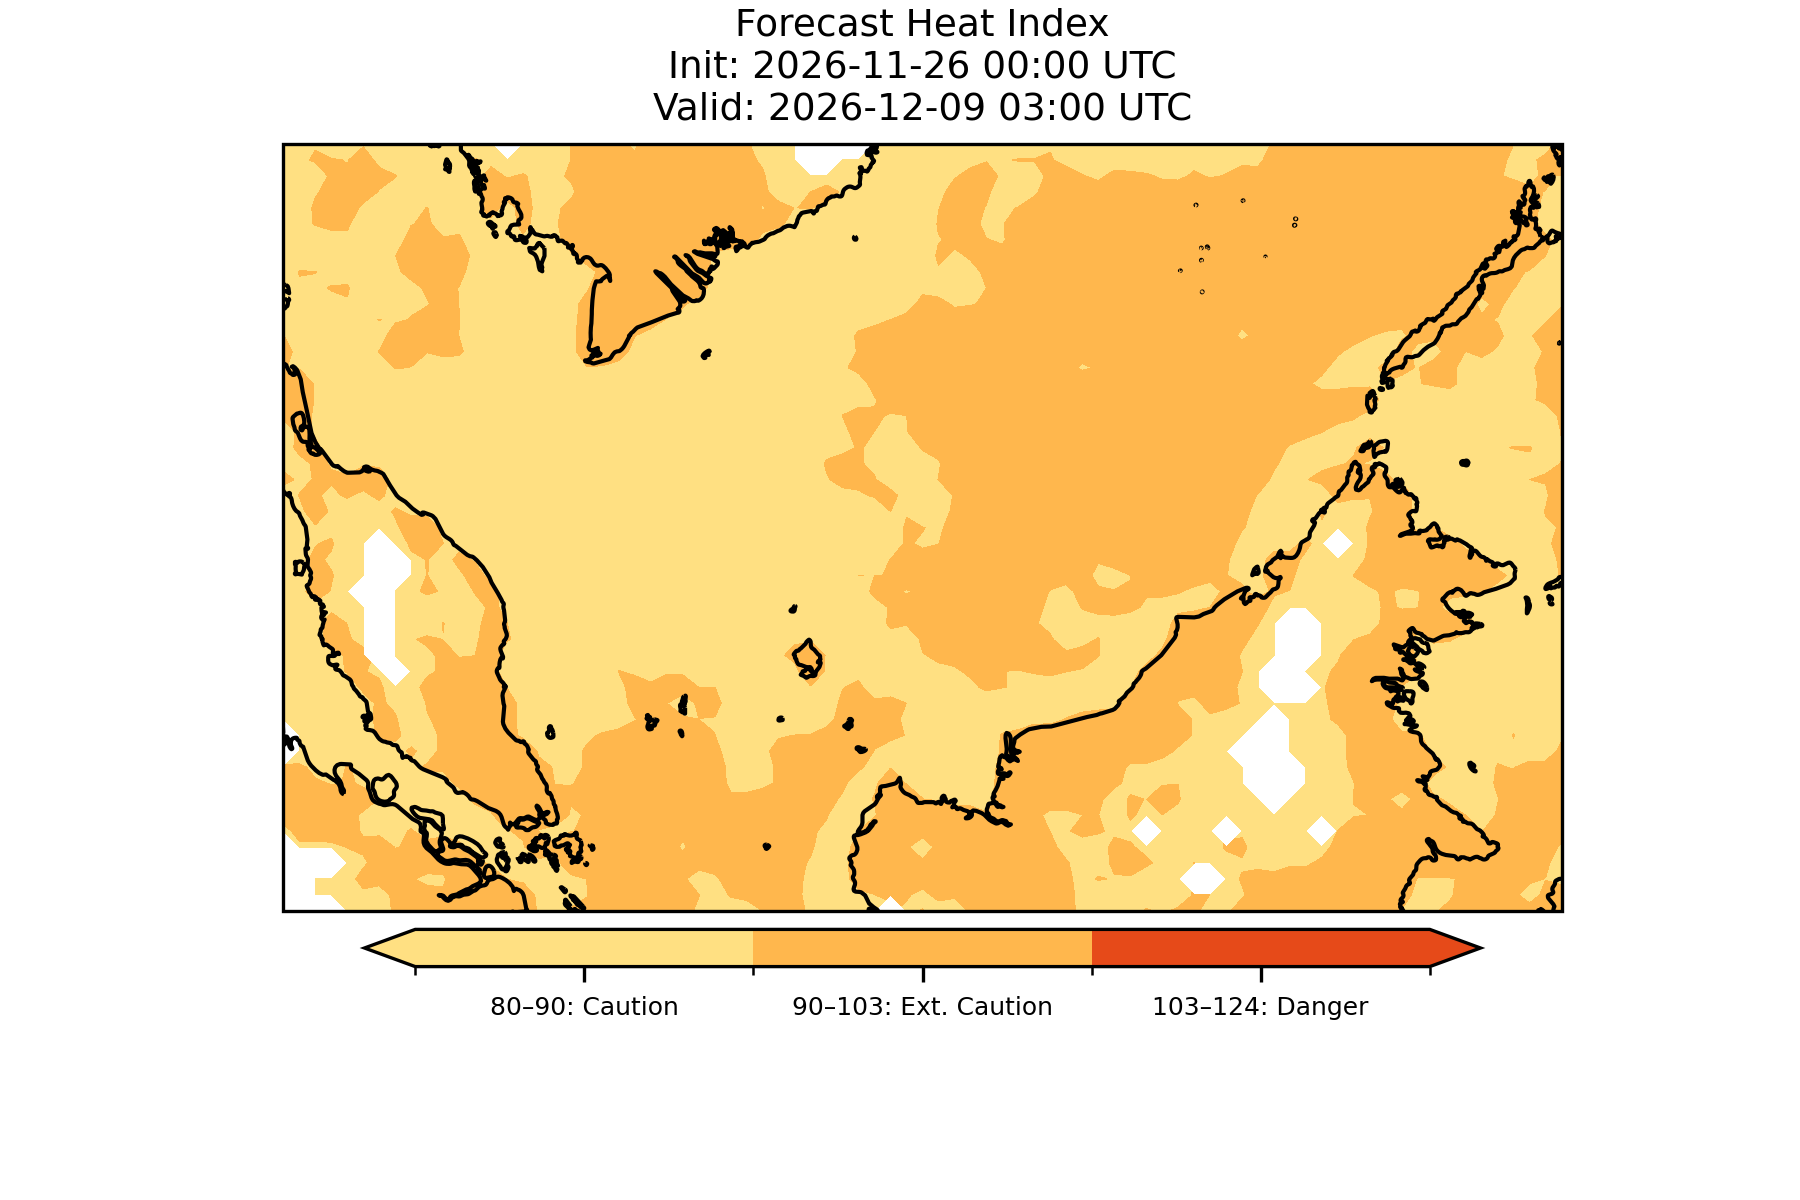 Forecast Heat Index
Init: 2026-11-26 00:00 UTC
Valid: 2026-12-09 03:00 UTC
80–90: Caution
90–103: Ext. Caution
103–124: Danger